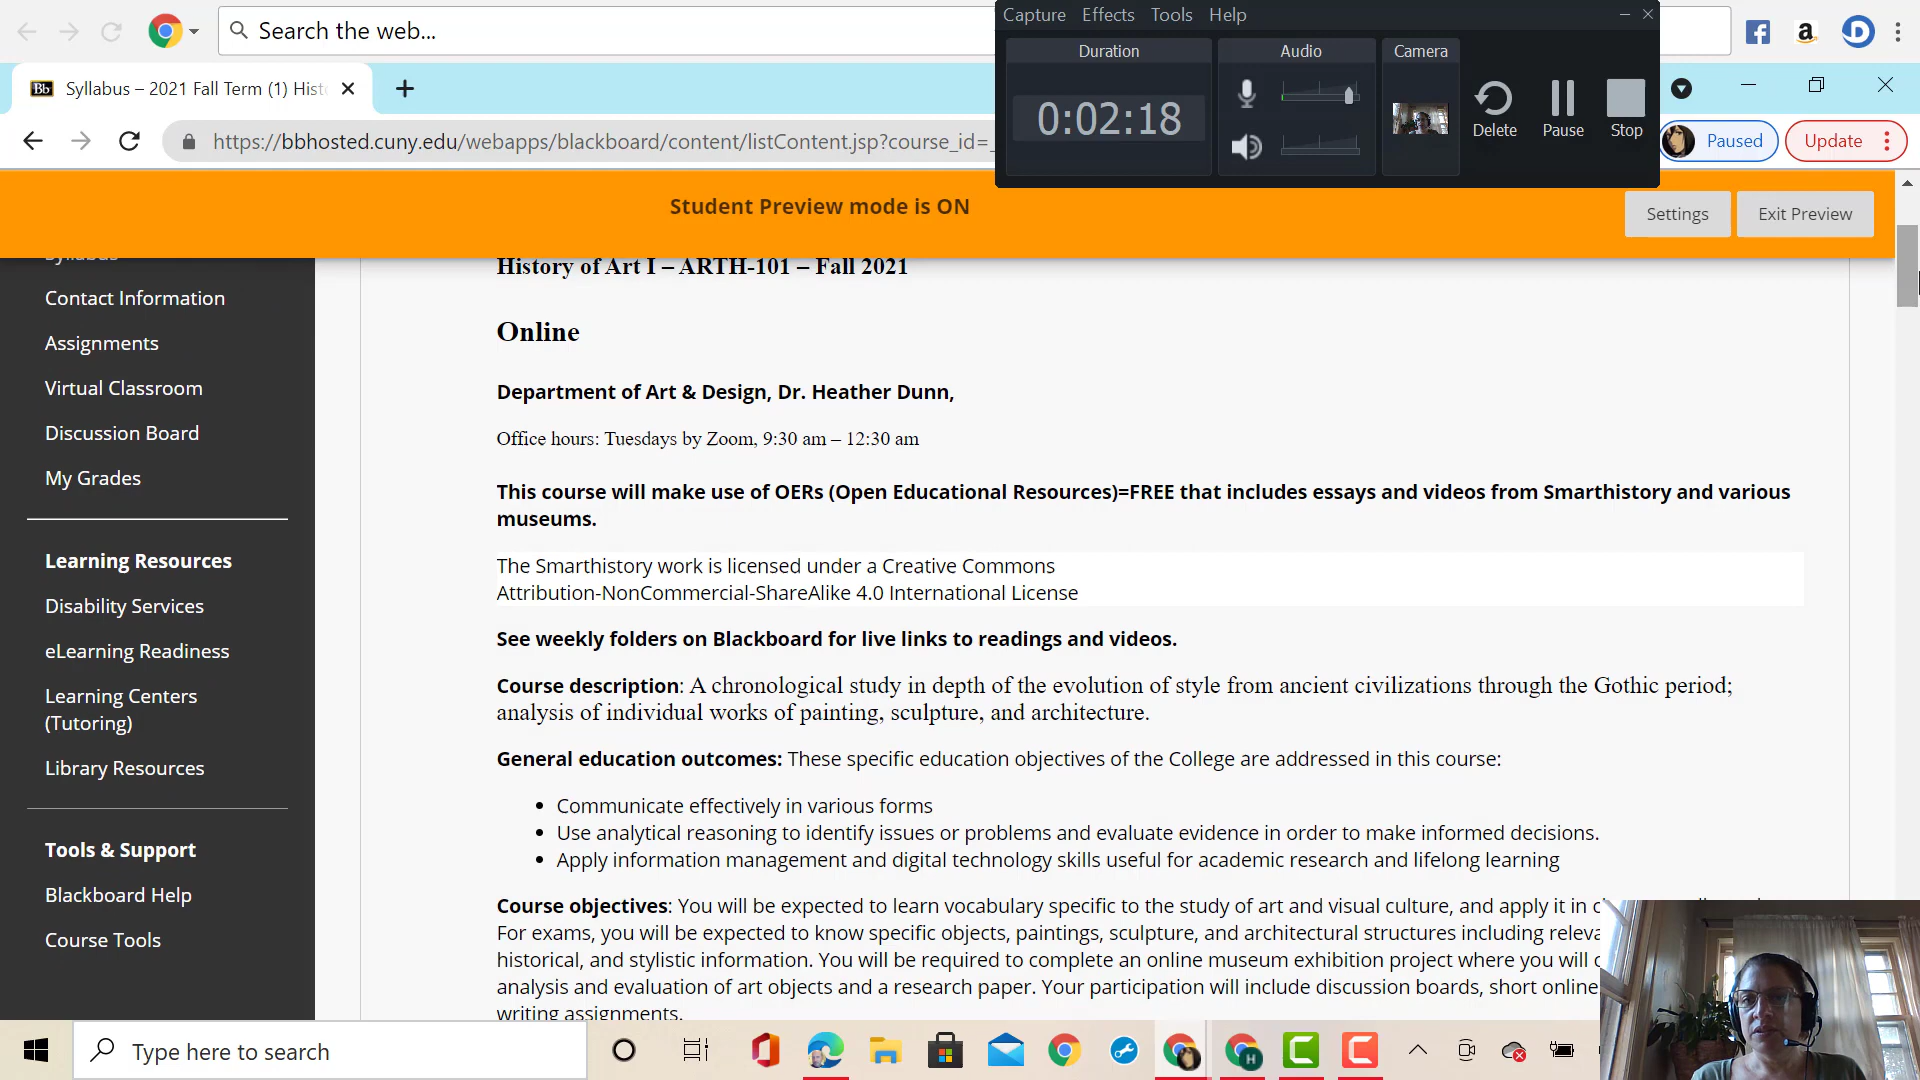 Search the web...
Capture Effects Tools Help
Duration Audio Camera
0:02:18
Delete Pause Stop
Syllabus – 2021 Fall Term (1) Hist
https://bbhosted.cuny.edu/webapps/blackboard/content/listContent.jsp?course_id=_
Paused
Update
Student Preview mode is ON
Settings
Exit Preview
Syllabus
Contact Information
Assignments
Virtual Classroom
Discussion Board
My Grades
Learning Resources
Disability Services
eLearning Readiness
Learning Centers
(Tutoring)
Library Resources
Tools & Support
Blackboard Help
Course Tools
History of Art I – ARTH-101 – Fall 2021
Online
Department of Art & Design, Dr. Heather Dunn,
Office hours: Tuesdays by Zoom, 9:30 am – 12:30 am
This course will make use of OERs (Open Educational Resources)=FREE that includes essays and videos from Smarthistory and various
museums.
The Smarthistory work is licensed under a Creative Commons
Attribution-NonCommercial-ShareAlike 4.0 International License
See weekly folders on Blackboard for live links to readings and videos.
Course description: A chronological study in depth of the evolution of style from ancient civilizations through the Gothic period;
analysis of individual works of painting, sculpture, and architecture.
General education outcomes: These specific education objectives of the College are addressed in this course:
• Communicate effectively in various forms
• Use analytical reasoning to identify issues or problems and evaluate evidence in order to make informed decisions.
• Apply information management and digital technology skills useful for academic research and lifelong learning
Course objectives: You will be expected to learn vocabulary specific to the study of art and visual culture, and apply it in
For exams, you will be expected to know specific objects, paintings, sculpture, and architectural structures including
historical, and stylistic information. You will be required to complete an online museum exhibition project where you will
analysis and evaluation of art objects and a research paper. Your participation will include discussion boards, short online
writing assignments.
Type here to search